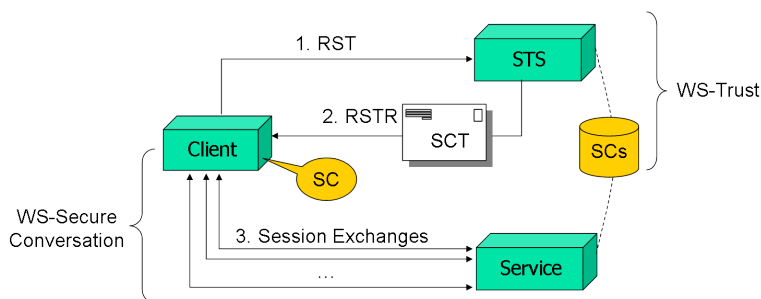 1. RST
STS
WS-Trust
2. RSTR
SCT
Client
SCs
SC
WS-Secure
Conversation
3. Session Exchanges
...
Service